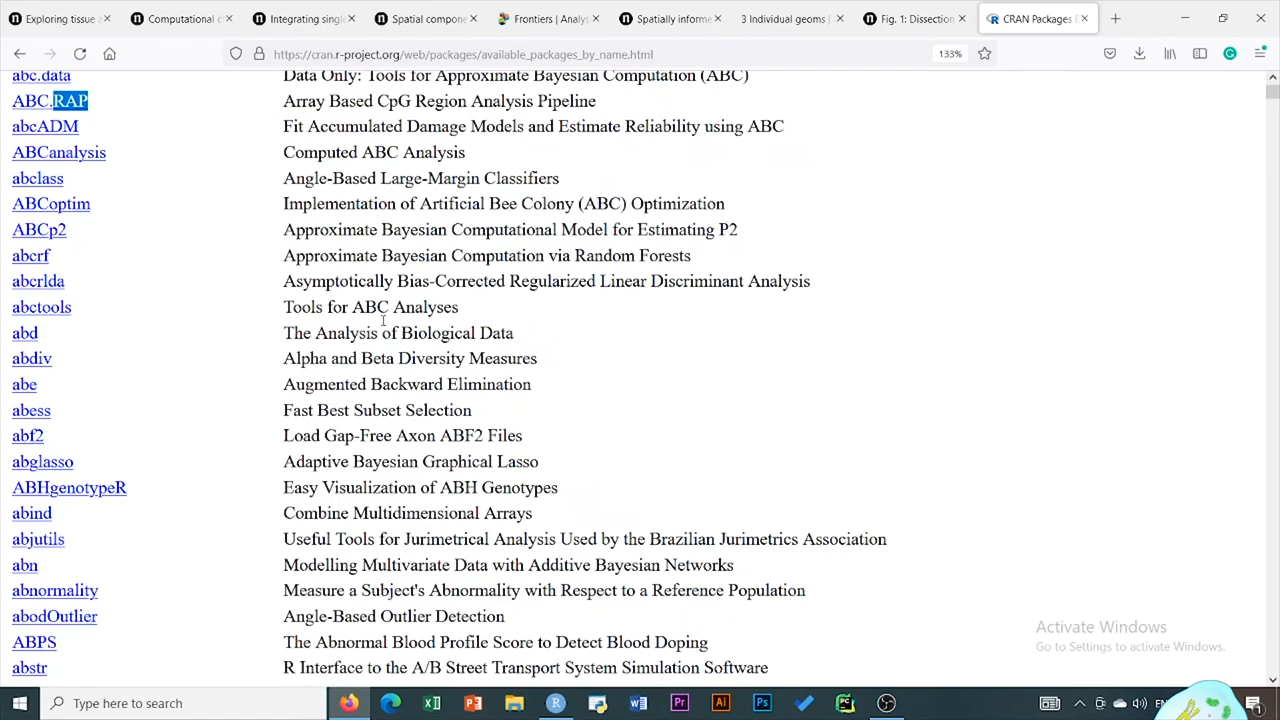 Exploring tissue a
Computational c
Integrating single
Spatial compone
Frontiers | Analys
Spatially informe
3 Individual geoms |
Fig. 1: Dissection
CRAN Packages
https://cran.r-project.org/web/packages/available_packages_by_name.html
133%
abc.data Data Only: Tools for Approximate Bayesian Computation (ABC)
ABC.RAP Array Based CpG Region Analysis Pipeline
abcADM Fit Accumulated Damage Models and Estimate Reliability using ABC
ABCanalysis Computed ABC Analysis
abclass Angle-Based Large-Margin Classifiers
ABCoptim Implementation of Artificial Bee Colony (ABC) Optimization
ABCp2 Approximate Bayesian Computational Model for Estimating P2
abcrf Approximate Bayesian Computation via Random Forests
abcrlda Asymptotically Bias-Corrected Regularized Linear Discriminant Analysis
abctools Tools for ABC Analyses
abd The Analysis of Biological Data
abdiv Alpha and Beta Diversity Measures
abe Augmented Backward Elimination
abess Fast Best Subset Selection
abf2 Load Gap-Free Axon ABF2 Files
abglasso Adaptive Bayesian Graphical Lasso
ABHgenotypeR Easy Visualization of ABH Genotypes
abind Combine Multidimensional Arrays
abjutils Useful Tools for Jurimetrical Analysis Used by the Brazilian Jurimetrics Association
abn Modelling Multivariate Data with Additive Bayesian Networks
abnormality Measure a Subject's Abnormality with Respect to a Reference Population
abodOutlier Angle-Based Outlier Detection
ABPS The Abnormal Blood Profile Score to Detect Blood Doping
abstr R Interface to the A/B Street Transport System Simulation Software
Activate Windows
Go to Settings to activate Windows.
Type here to search